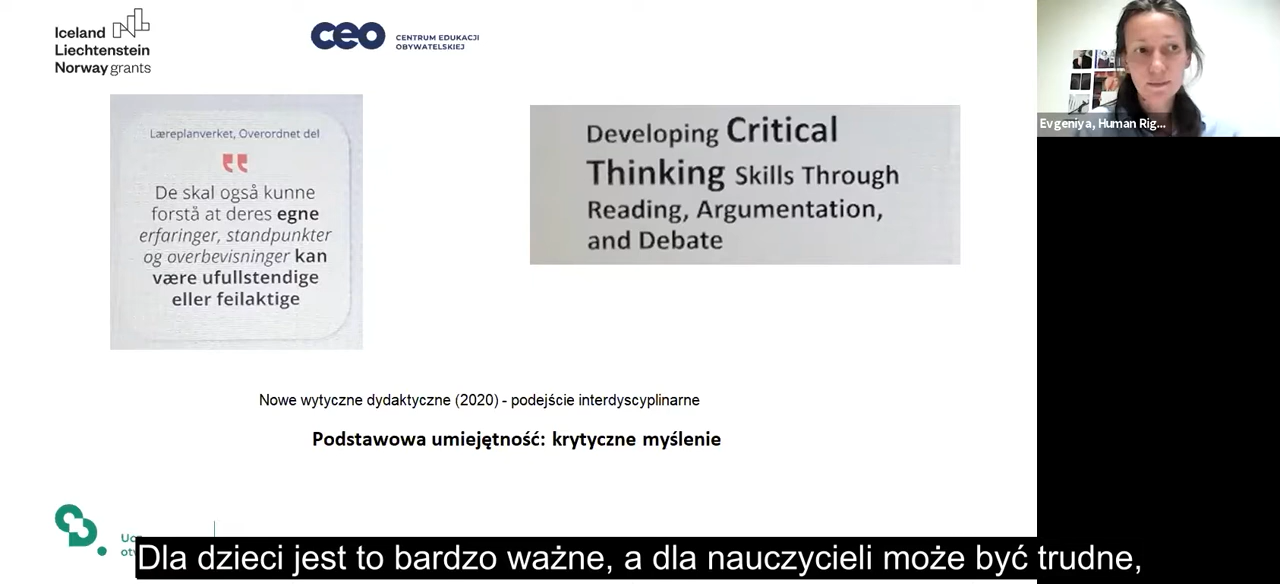 Iceland
Liechtenstein
Norway grants
ceo
CENTRUM EDUKACJI
OBYWATELSKIEJ
Evgeniya, Human Rig...
Læreplanverket, Overordnet del
De skal også kunne
forstå at deres egne
erfaringer, standpunkter
og overbevisninger kan
være ufullstendige
eller feilaktige
Developing Critical
Thinking Skills Through
Reading, Argumentation,
and Debate
Nowe wytyczne dydaktyczne (2020) - podejście interdyscyplinarne
Podstawowa umiejętność: krytyczne myślenie
Dla dzieci jest to bardzo ważne, a dla nauczycieli może być trudne,